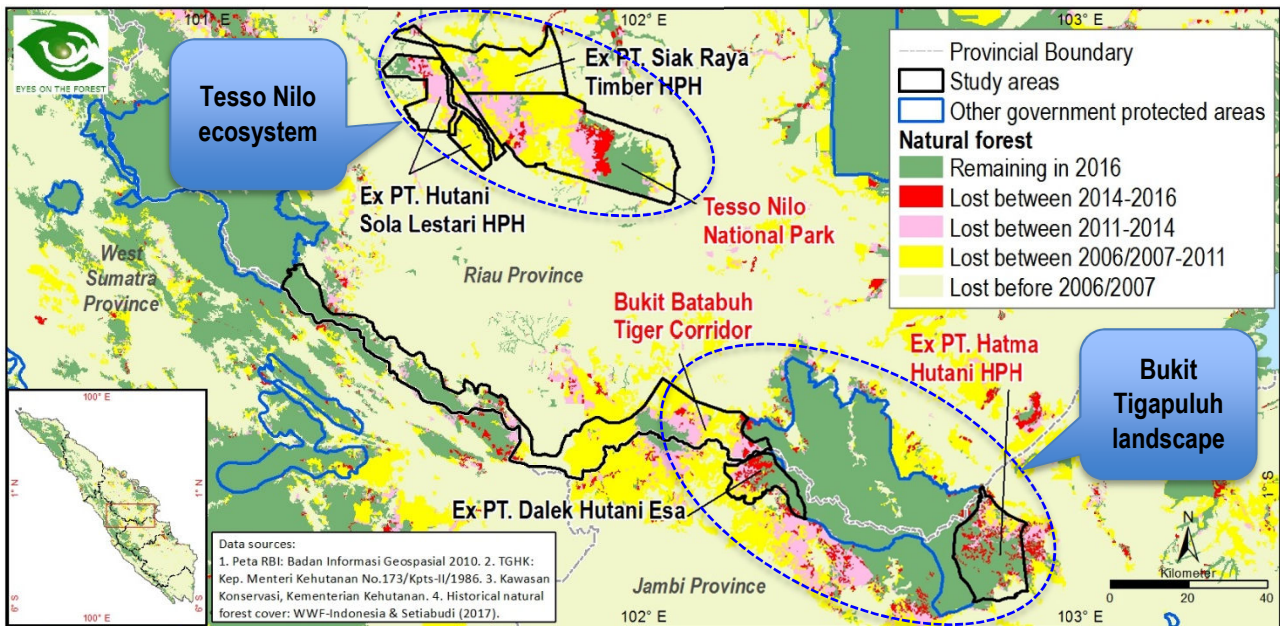 101 E
102° E
103° E
EYES ON THE FOREST
Tesso Nilo
ecosystem
Ex PT. Siak Raya
Timber HPH
Ex PT. Hutani
Sola Lestari HPH
Tesso Nilo
National Park
West
Sumatra
Province
Riau Province
Bukit Batabuh
Tiger Corridor
Ex PT. Hatma
Hutani HPH
Bukit
Tigapuluh
landscape
Ex PT. Dalek Hutani Esa
Jambi Province
Provincial Boundary
Study areas
Other government protected areas
Natural forest
Remaining in 2016
Lost between 2014-2016
Lost between 2011-2014
Lost between 2006/2007-2011
Lost before 2006/2007
100° E
1° N
1° N
6° S
6° S
100° E
Data sources:
1. Peta RBI: Badan Informasi Geospasial 2010. 2. TGHK:
Kep. Menteri Kehutanan No.173/Kpts-II/1986. 3. Kawasan
Konservasi, Kementerian Kehutanan. 4. Historical natural
forest cover: WWF-Indonesia & Setiabudi (2017).
1° S
N
Kilometer
0 20 40
102° E
103° E